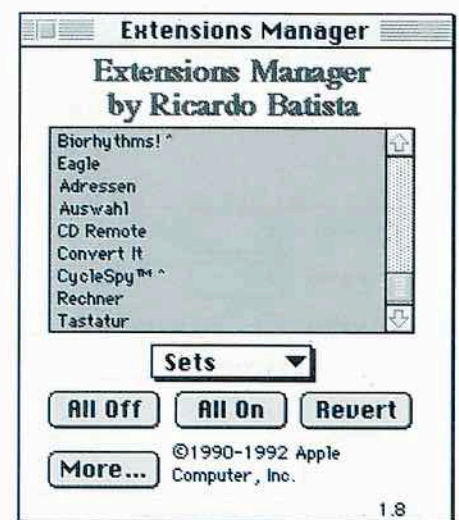 Extensions Manager
Extensions Manager
by Ricardo Batista
Biorhythms! ^
Eagle
Adressen
Auswahl
CD Remote
Convert It
CycleSpy™ ^
Rechner
Tastatur
Sets
All Off
All On
Revert
More...
©1990-1992 Apple
Computer, Inc.
1.8